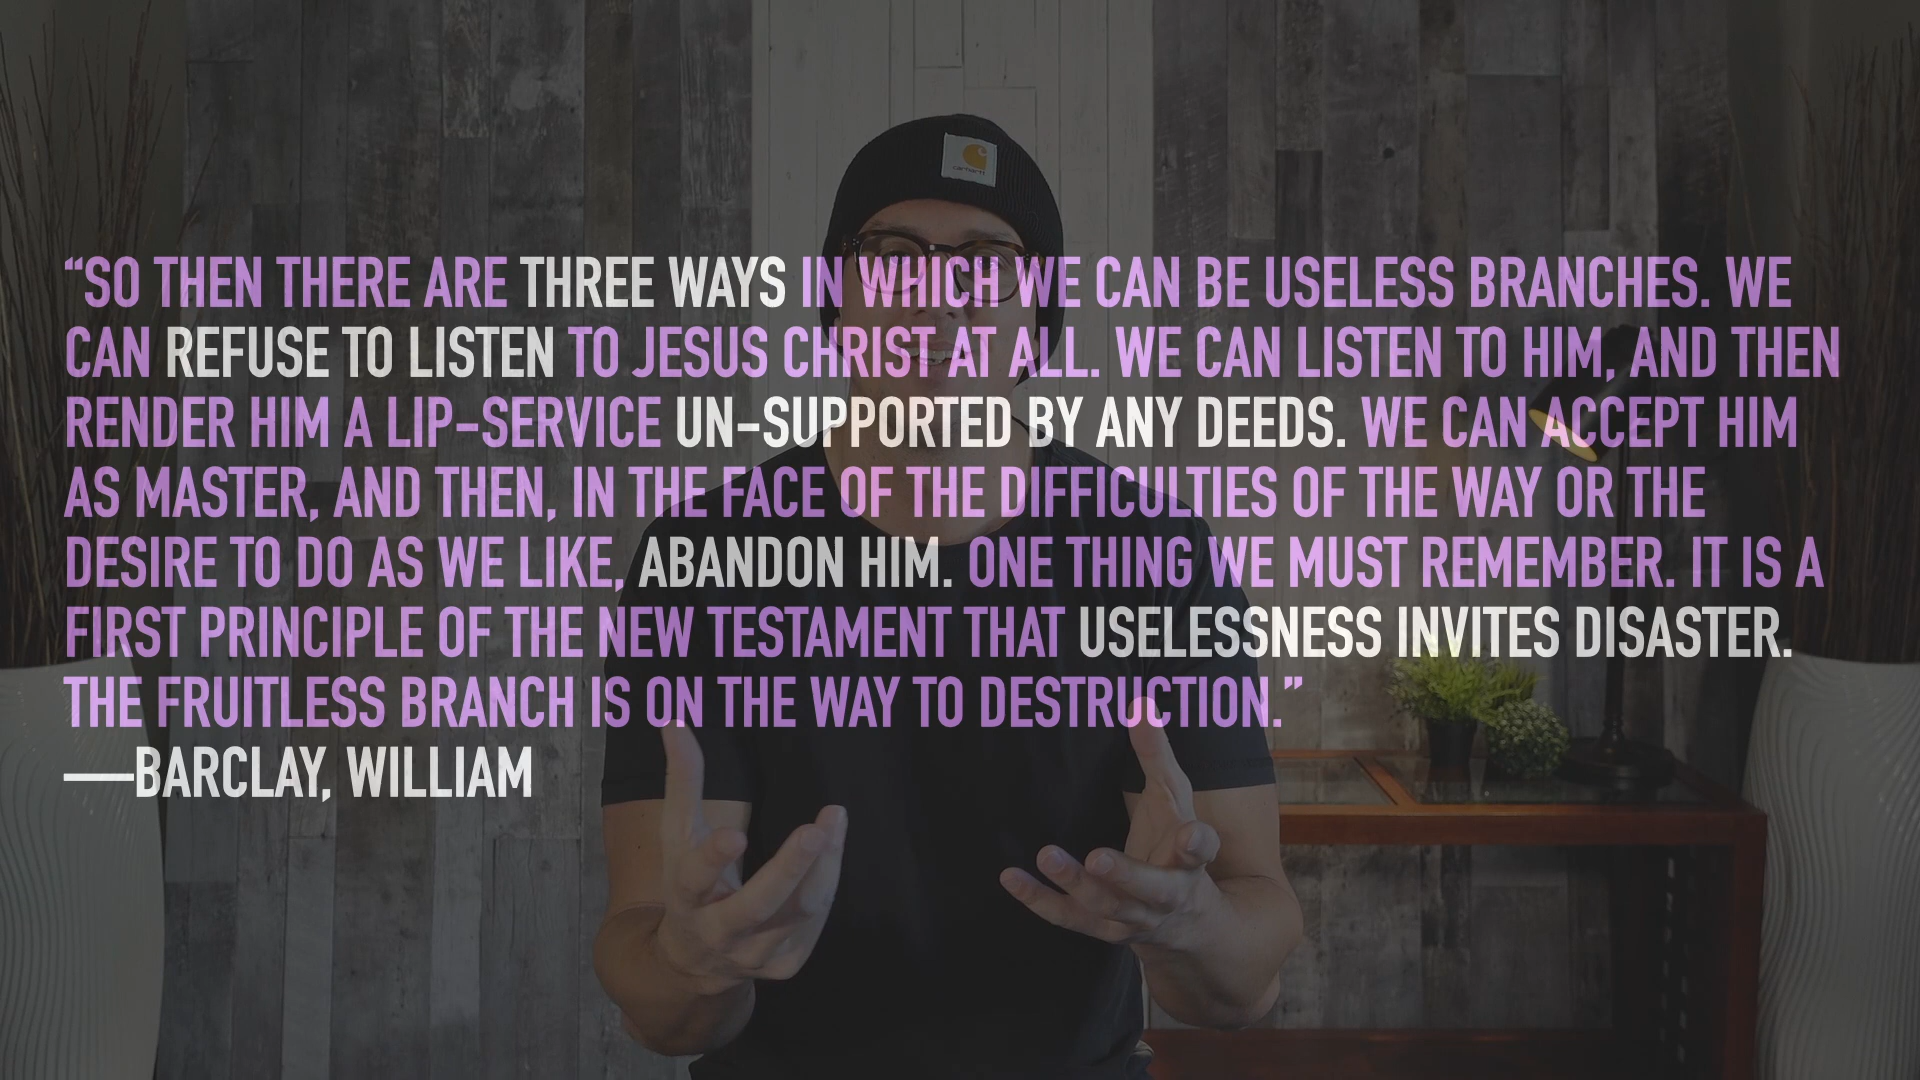 carhartt
“SO THEN THERE ARE THREE WAYS IN WHICH WE CAN BE USELESS BRANCHES. WE
CAN REFUSE TO LISTEN TO JESUS CHRIST AT ALL. WE CAN LISTEN TO HIM, AND THEN
RENDER HIM A LIP-SERVICE UN-SUPPORTED BY ANY DEEDS. WE CAN ACCEPT HIM
AS MASTER, AND THEN, IN THE FACE OF THE DIFFICULTIES OF THE WAY OR THE
DESIRE TO DO AS WE LIKE, ABANDON HIM. ONE THING WE MUST REMEMBER. IT IS A
FIRST PRINCIPLE OF THE NEW TESTAMENT THAT USELESSNESS INVITES DISASTER.
THE FRUITLESS BRANCH IS ON THE WAY TO DESTRUCTION.”
—BARCLAY, WILLIAM